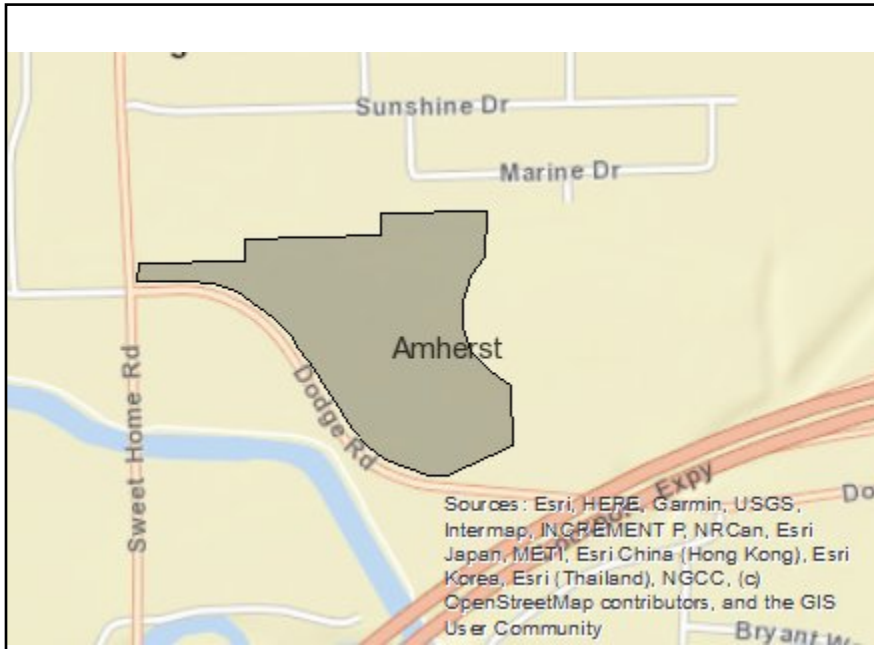 Sunshine Dr
Marine Dr
Amherst
Sweet Home Rd
Dodge Rd
Expy
Sources: Esri, HERE, Garmin, USGS,
Intermap, INCREMENT P, NRCan, Esri
Japan, METI, Esri China (Hong Kong), Esri
Korea, Esri (Thailand), NGCC, (c)
OpenStreetMap contributors, and the GIS
User Community
Do
Bryant